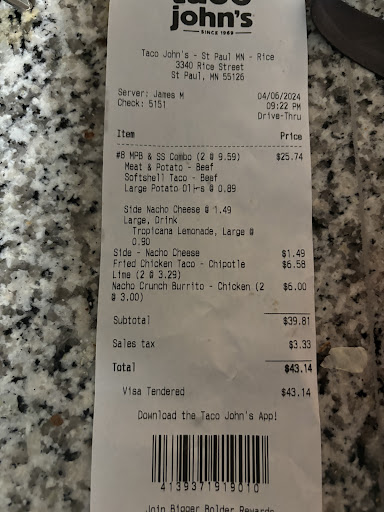 taco
john's
SINCE 1969
Taco John's - St Paul MN - Rice
3340 Rice Street
St Paul, MN 55126
Server: James M 04/06/2024
Check: 5151 09:22 PM
Drive-Thru
Item Price
#6 MPB & SS Combo (2 @ 9.59) $25.74
Meat & Potato - Beef
Softshell Taco - Beef
Large Potato Ol @ 0.89
Side Nacho Cheese @ 1.49
Large, Drink
Tropicana Lemonade, Large @
0.90
Side - Nacho Cheese $1.49
Fried Chicken Taco - Chipotle $6.58
Lime (2 @ 3.29)
Nacho Crunch Burrito - Chicken (2 $6.00
@ 3.00)
Subtotal $39.81
Sales tax $3.33
Total $43.14
Visa Tendered $43.14
Download the Taco John's App!
4139371919010
Join Bigger Bolder Rewards